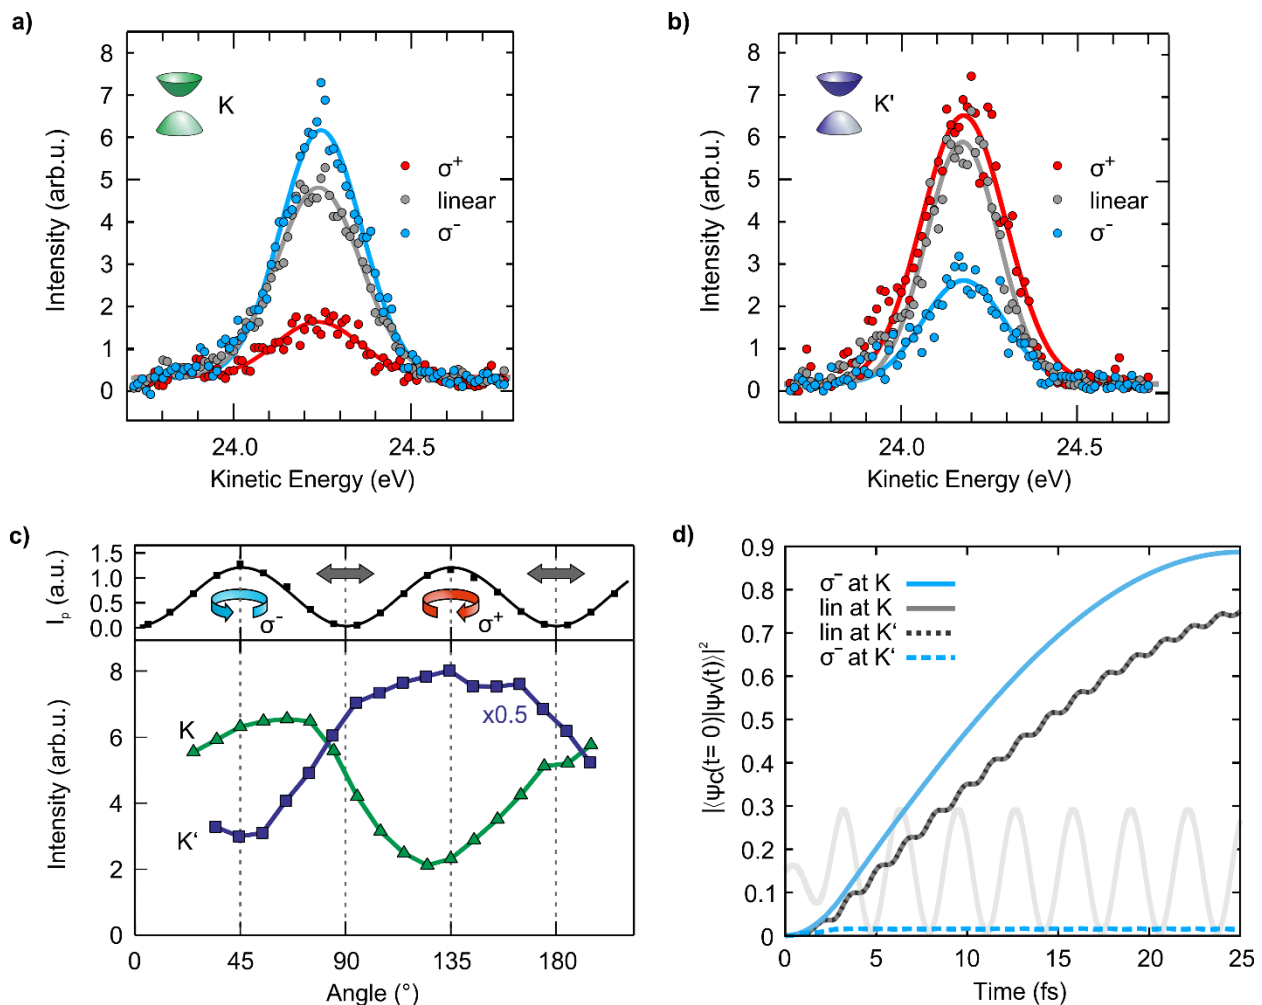 a)
8
7
6
5
4
3
2
1
0
Intensity (arb.u.)
K
σ+
linear
σ-
24.0
24.5
Kinetic Energy (eV)
b)
8
7
6
5
4
3
2
1
0
Intensity (arb.u.)
K'
σ+
linear
σ-
24.0
24.5
Kinetic Energy (eV)
c)
Ip (a.u.)
1.5
1.0
0.5
0.0
σ-
σ+
Intensity (arb.u.)
8
6
4
2
0
K
K‘
x0.5
0
45
90
135
180
Angle (°)
d)
|⟨ψc(t= 0)|ψv(t)⟩|²
0.9
0.8
0.7
0.6
0.5
0.4
0.3
0.2
0.1
0
σ- at K
lin at K
lin at K‘
σ- at K‘
0
5
10
15
20
25
Time (fs)